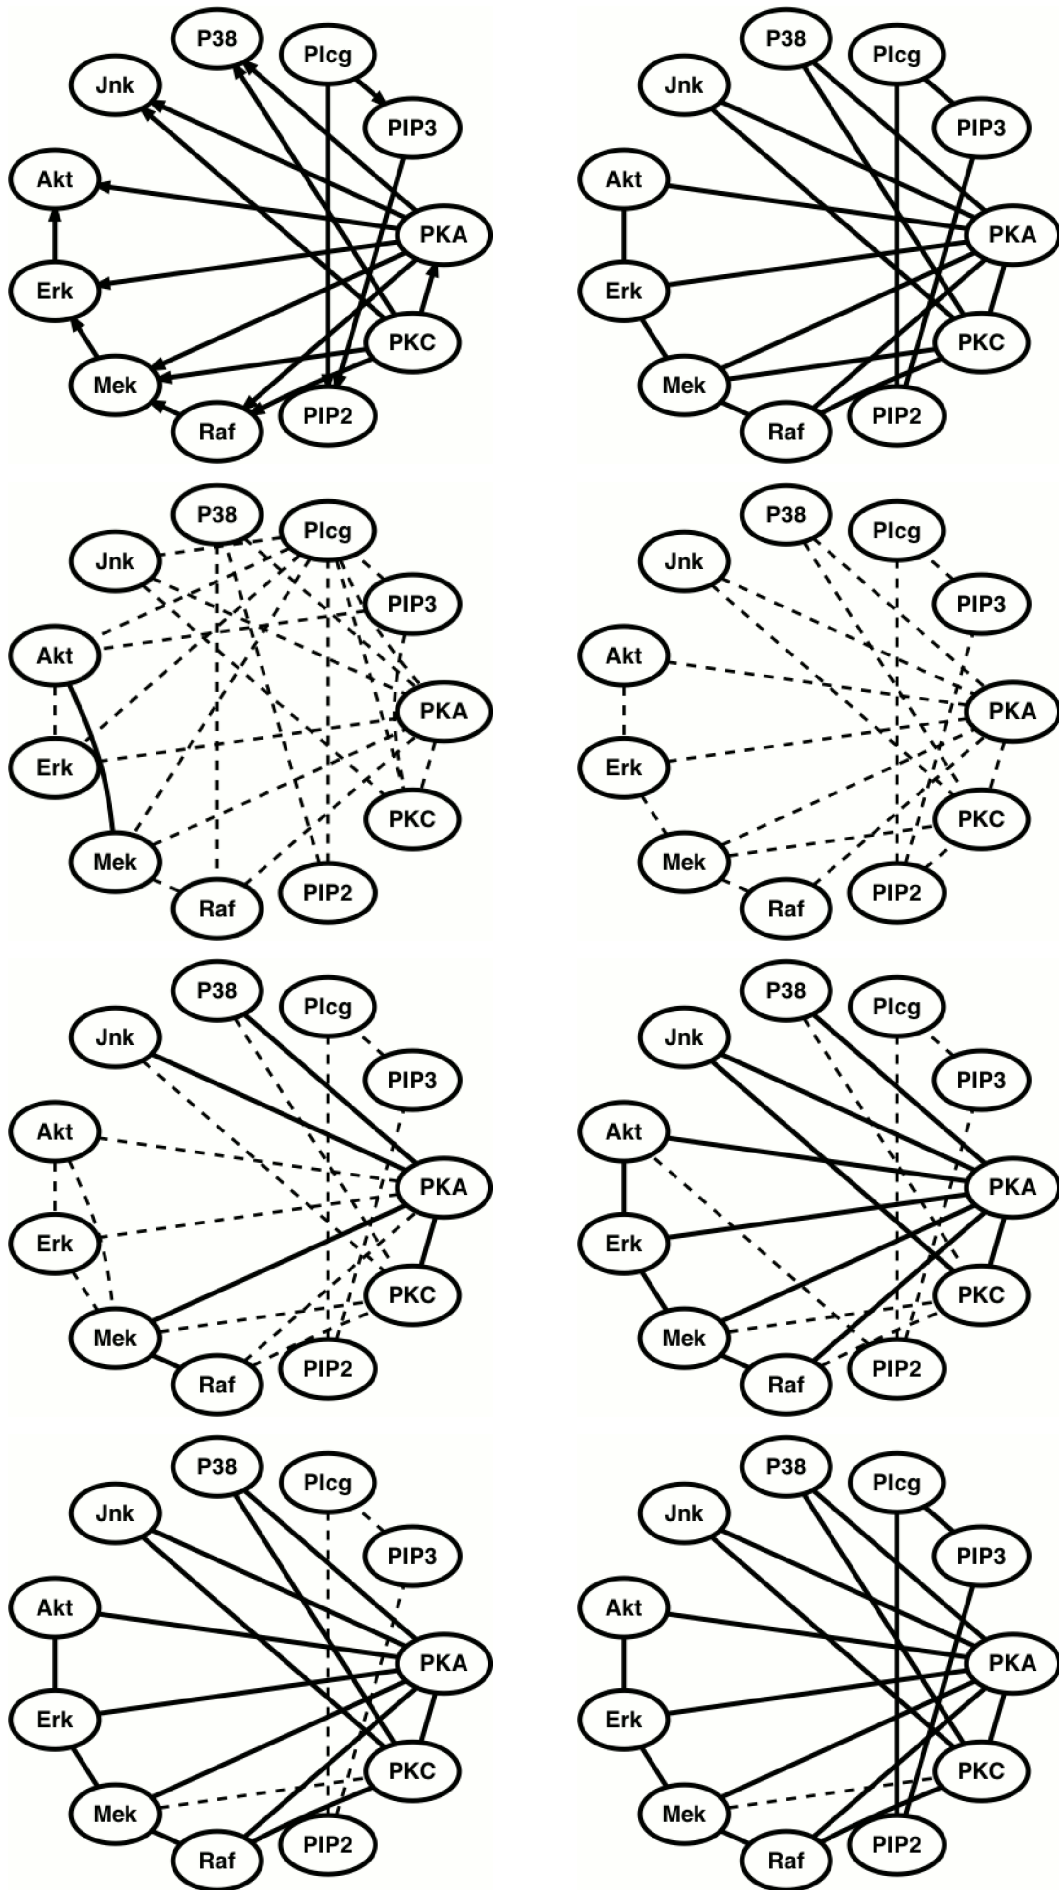 P38
Plcg
Jnk
PIP3
Akt
PKA
Erk
PKC
Mek
PIP2
Raf
P38
Plcg
Jnk
PIP3
Akt
PKA
Erk
PKC
Mek
PIP2
Raf
P38
Plcg
Jnk
PIP3
Akt
PKA
Erk
PKC
Mek
PIP2
Raf
P38
Plcg
Jnk
PIP3
Akt
PKA
Erk
PKC
Mek
PIP2
Raf
P38
Plcg
Jnk
PIP3
Akt
PKA
Erk
PKC
Mek
PIP2
Raf
P38
Plcg
Jnk
PIP3
Akt
PKA
Erk
PKC
Mek
PIP2
Raf
P38
Plcg
Jnk
PIP3
Akt
PKA
Erk
PKC
Mek
PIP2
Raf
P38
Plcg
Jnk
PIP3
Akt
PKA
Erk
PKC
Mek
PIP2
Raf